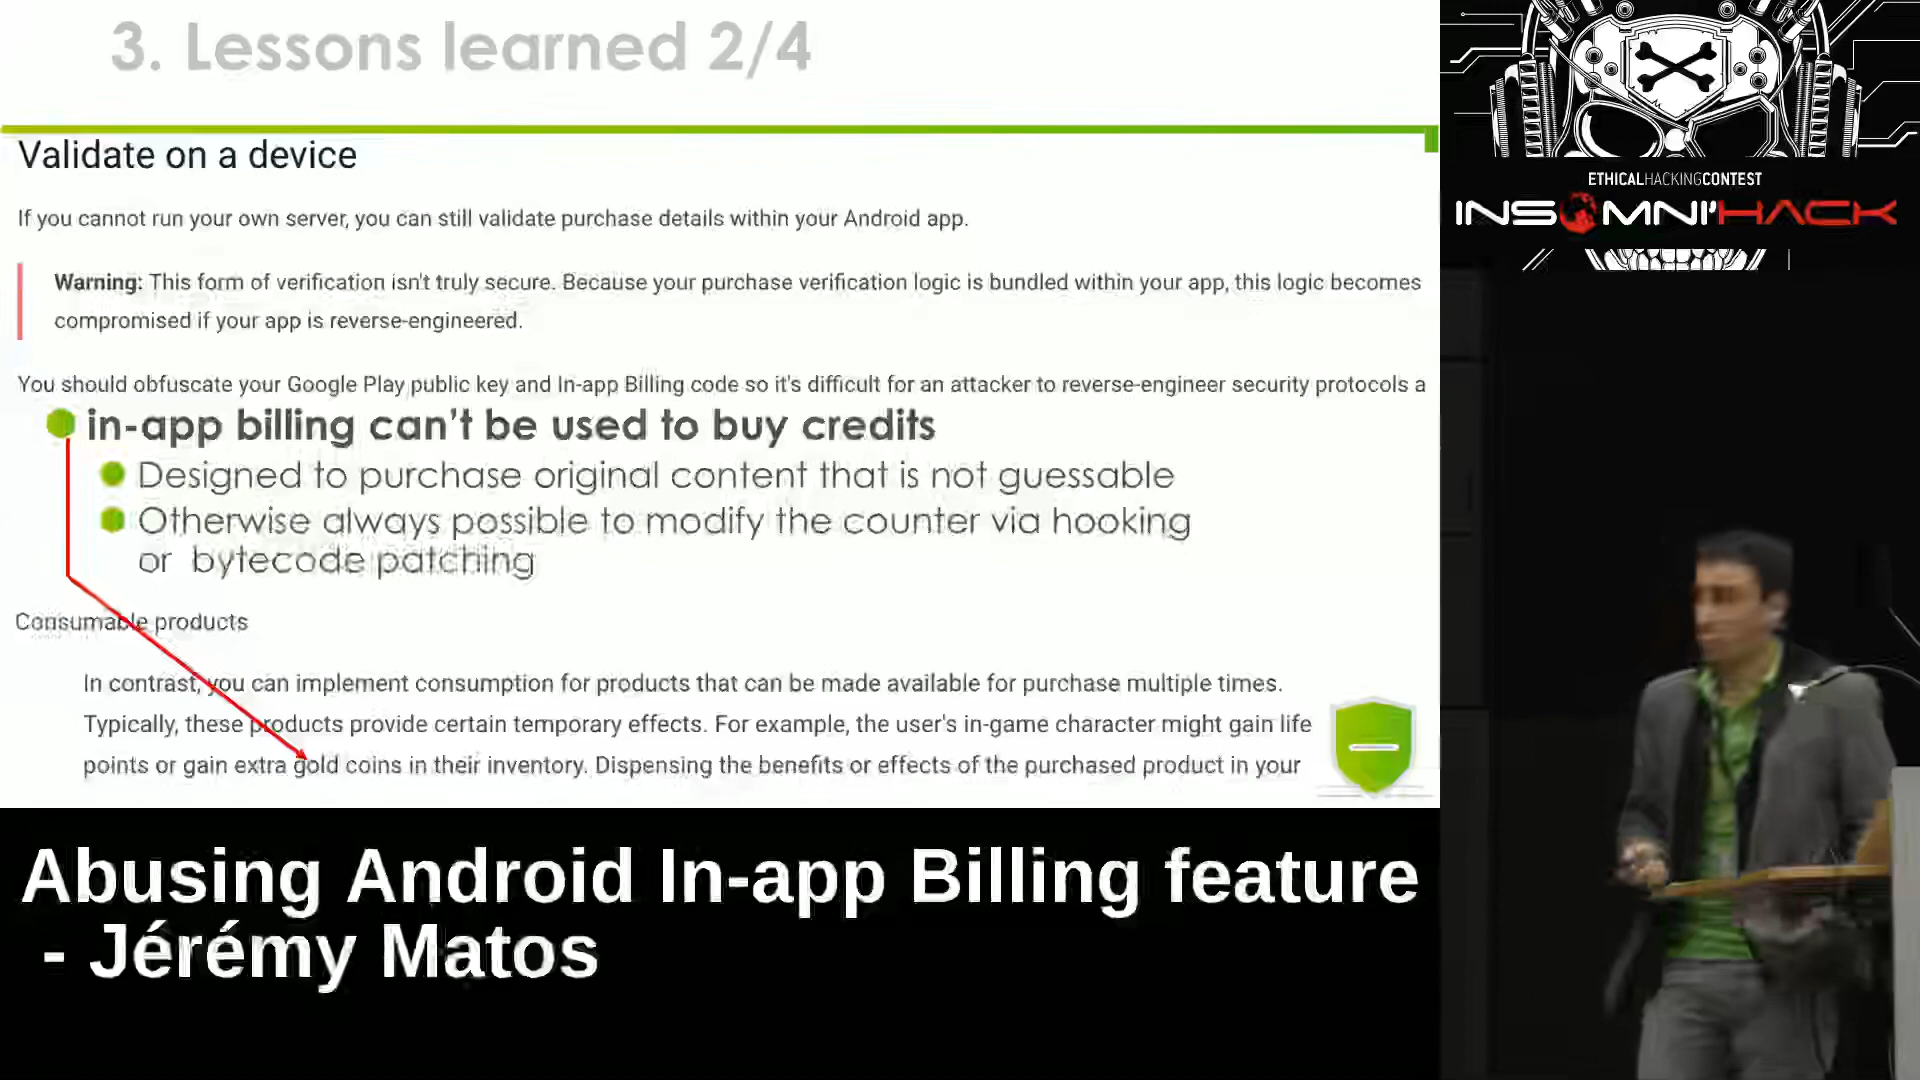 3. Lessons learned 2/4
Validate on a device
If you cannot run your own server, you can still validate purchase details within your Android app.
Warning: This form of verification isn't truly secure. Because your purchase verification logic is bundled within your app, this logic becomes
compromised if your app is reverse-engineered.
You should obfuscate your Google Play public key and In-app Billing code so it's difficult for an attacker to reverse-engineer security protocols a
in-app billing can't be used to buy credits
Designed to purchase original content that is not guessable
Otherwise always possible to modify the counter via hooking
or bytecode patching
Consumable products
In contrast, you can implement consumption for products that can be made available for purchase multiple times.
Typically, these products provide certain temporary effects. For example, the user's in-game character might gain life
points or gain extra gold coins in their inventory. Dispensing the benefits or effects of the purchased product in your
ETHICALHACKINGCONTEST
INSOMNI'HACK
Abusing Android In-app Billing feature
- Jérémy Matos